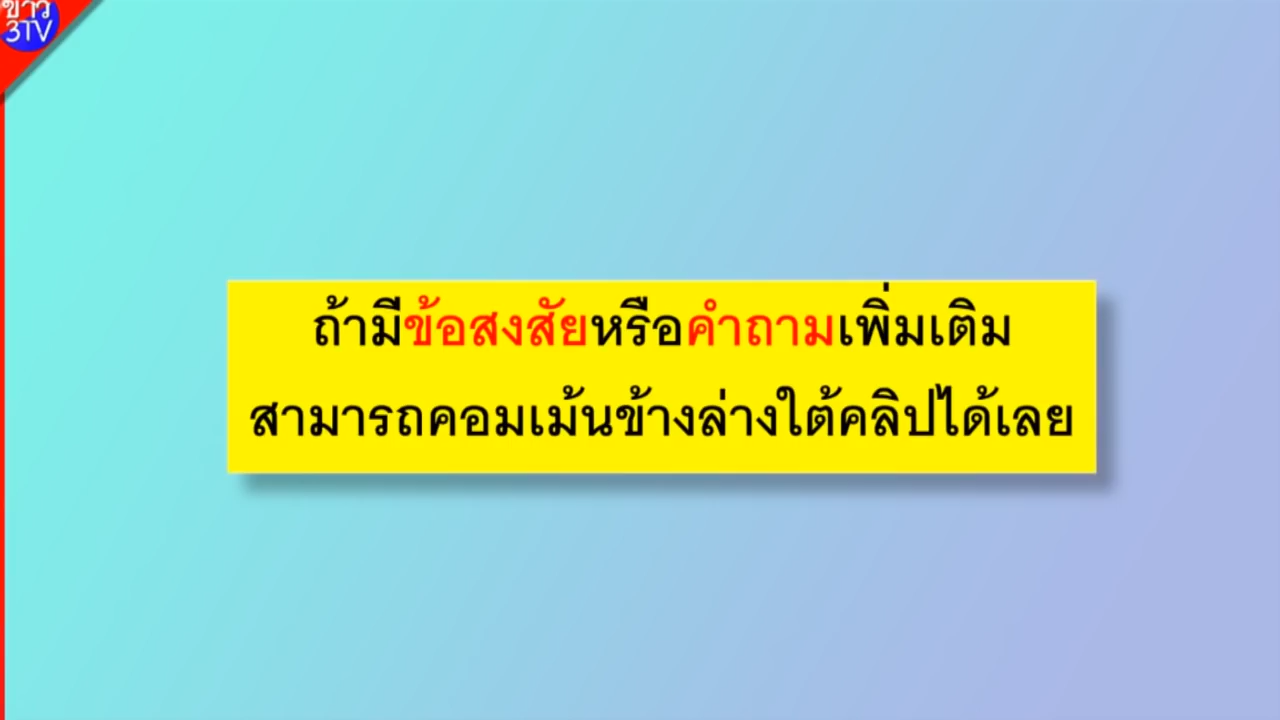 ข่าว
3TV
ถ้ามีข้อสงสัยหรือคำถามเพิ่มเติม
สามารถคอมเม้นข้างล่างใต้คลิปได้เลย